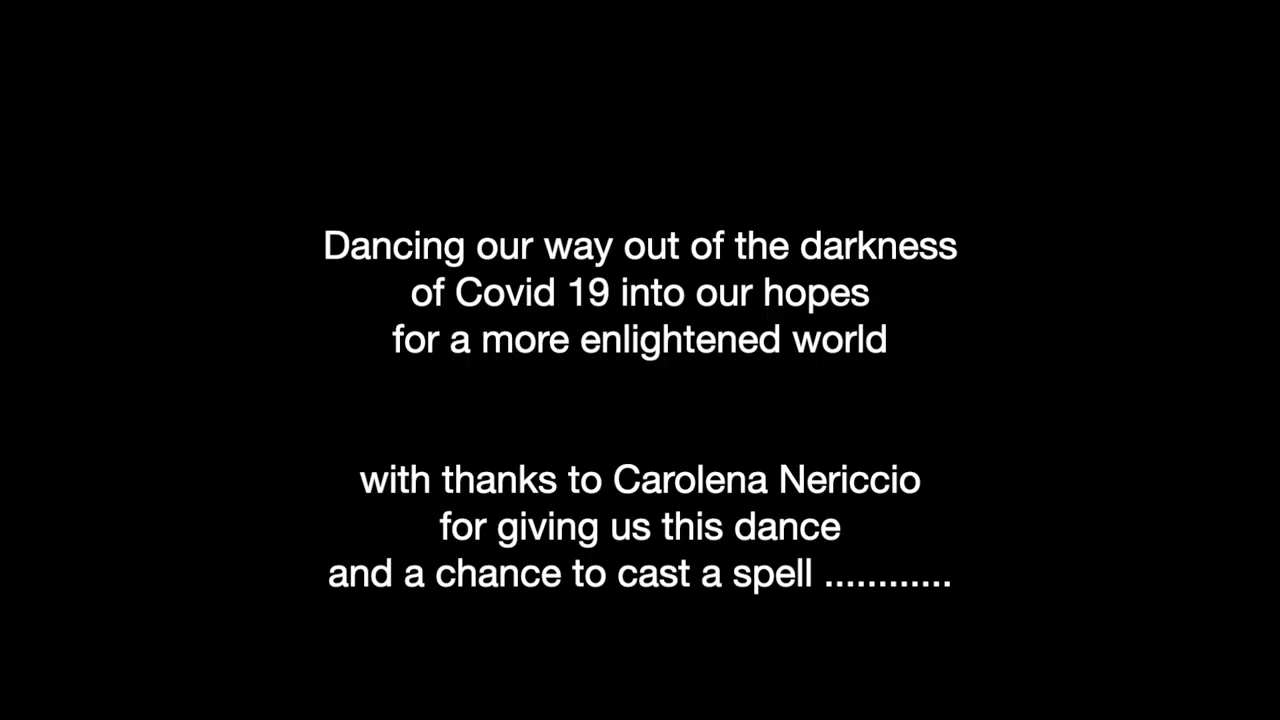 Dancing our way out of the darkness
of Covid 19 into our hopes
for a more enlightened world
with thanks to Carolena Nericcio
for giving us this dance
and a chance to cast a spell ............